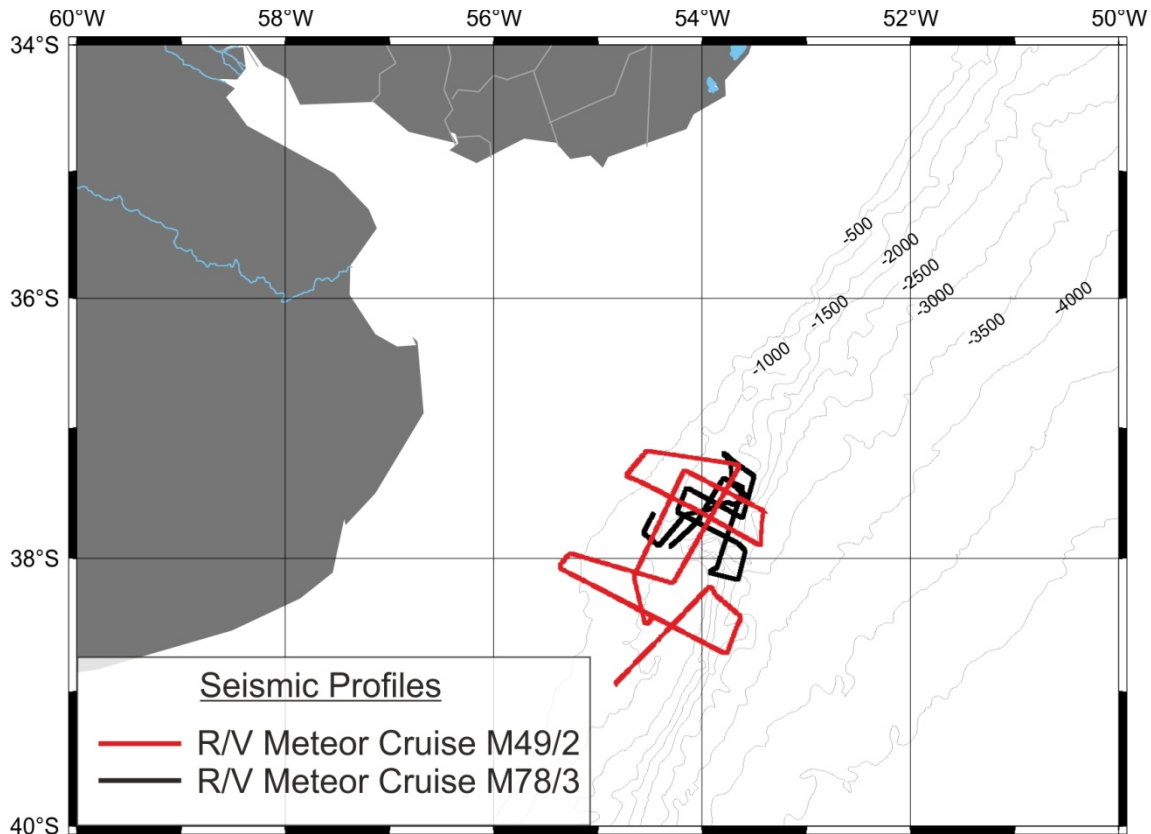 60°W 58°W 56°W 54°W 52°W 50°W
34°S
-500
-2000
-2500
36°S
-1500
-3000
-4000
-3500
-1000
38°S
Seismic Profiles
R/V Meteor Cruise M49/2
R/V Meteor Cruise M78/3
40°S